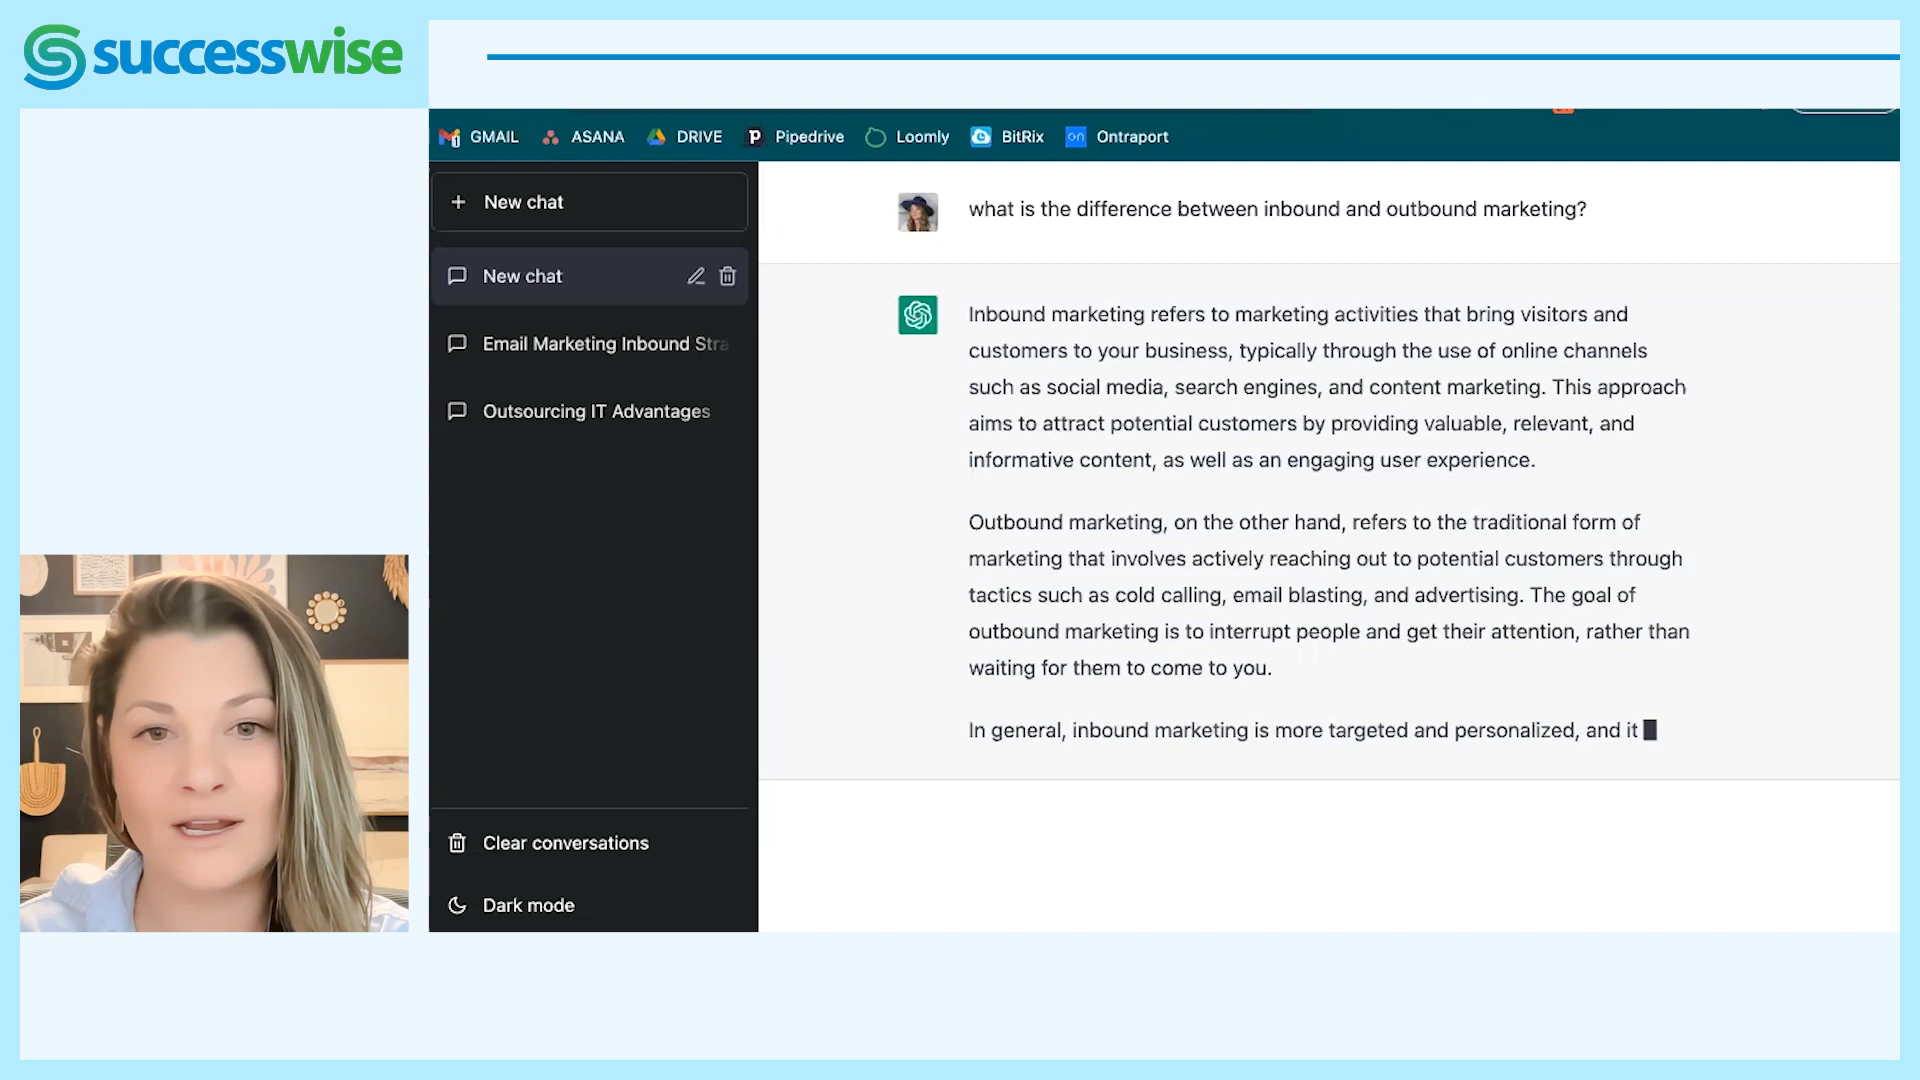 successwise
GMAIL ASANA DRIVE Pipedrive Loomly BitRix Ontraport
New chat
New chat
Email Marketing Inbound Stra
Outsourcing IT Advantages
Clear conversations
Dark mode
what is the difference between inbound and outbound marketing?
Inbound marketing refers to marketing activities that bring visitors and
customers to your business, typically through the use of online channels
such as social media, search engines, and content marketing. This approach
aims to attract potential customers by providing valuable, relevant, and
informative content, as well as an engaging user experience.
Outbound marketing, on the other hand, refers to the traditional form of
marketing that involves actively reaching out to potential customers through
tactics such as cold calling, email blasting, and advertising. The goal of
outbound marketing is to interrupt people and get their attention, rather than
waiting for them to come to you.
In general, inbound marketing is more targeted and personalized, and it